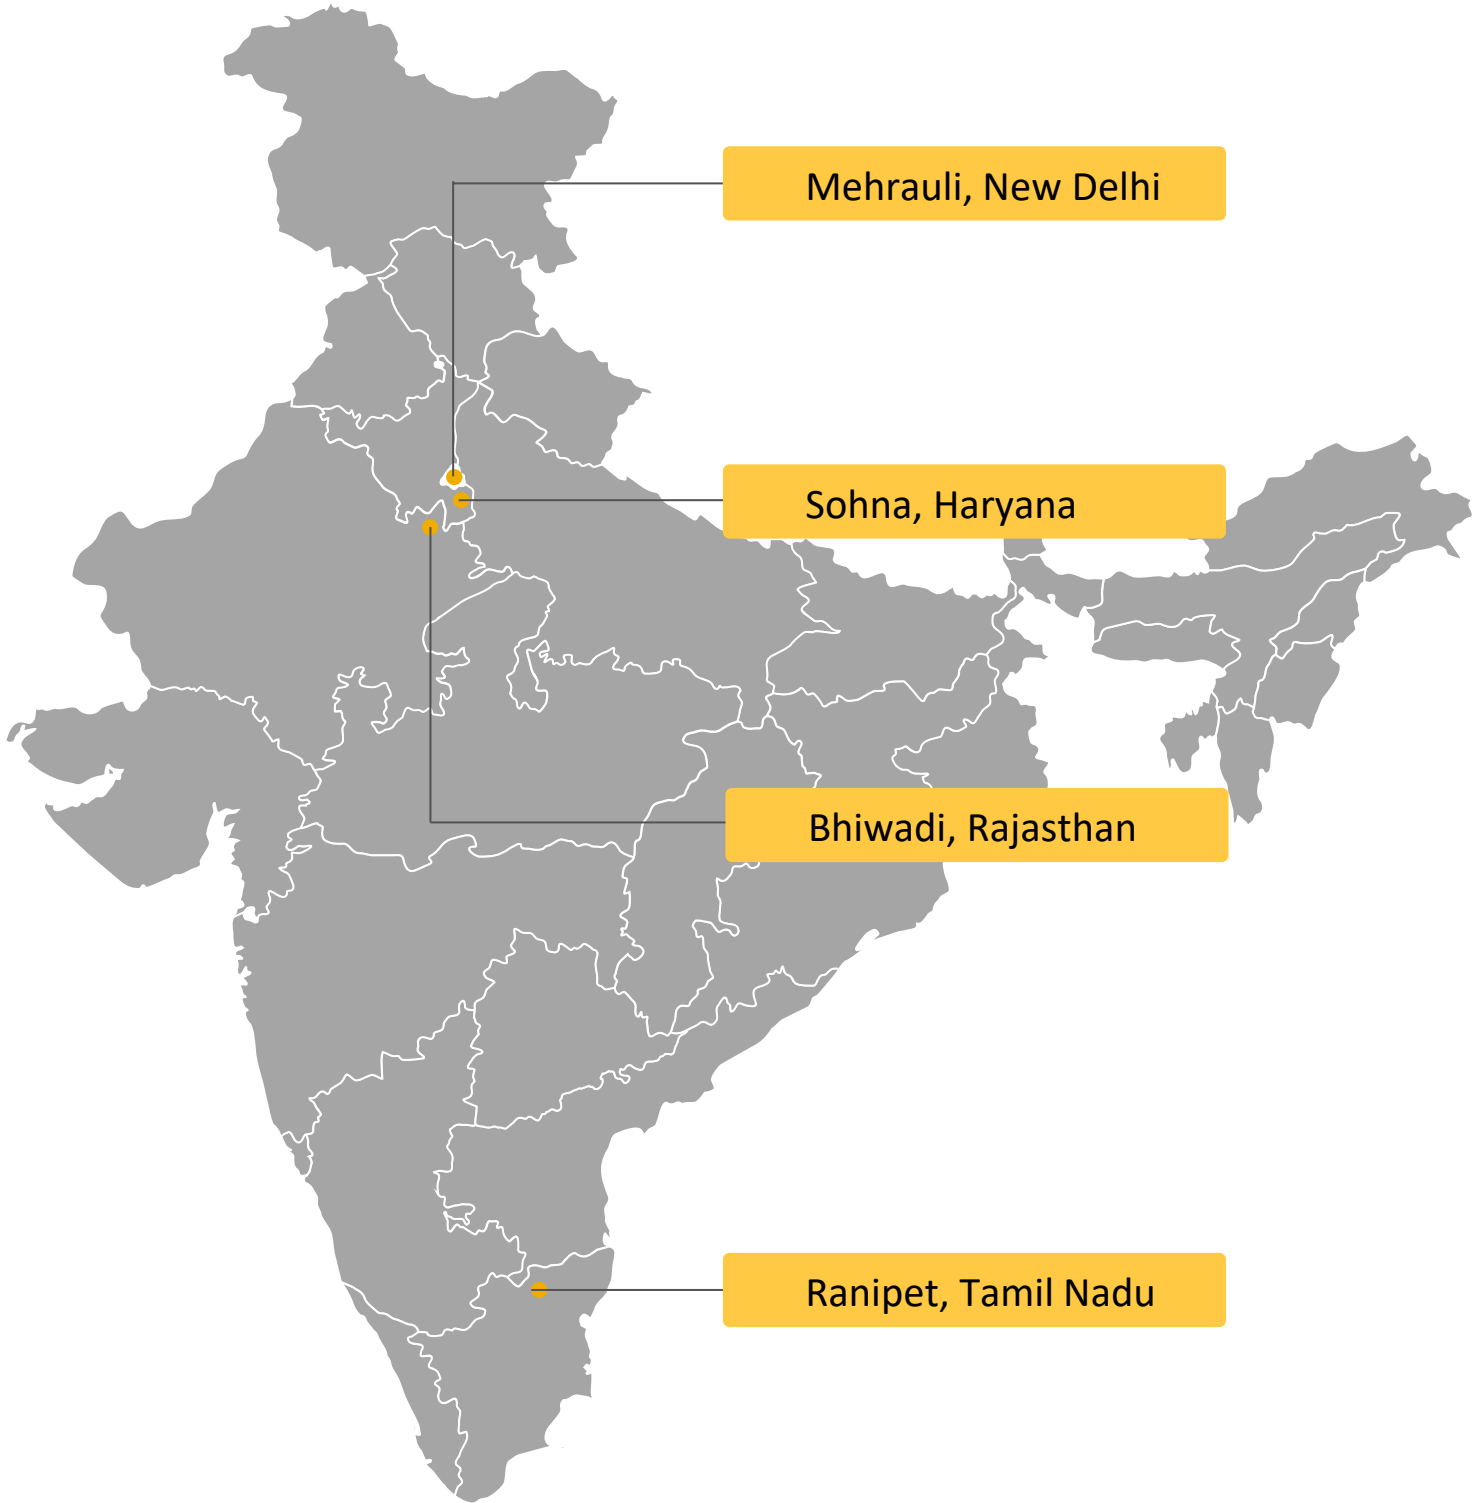 Mehrauli, New Delhi
Sohna, Haryana
Bhiwadi, Rajasthan
Ranipet, Tamil Nadu